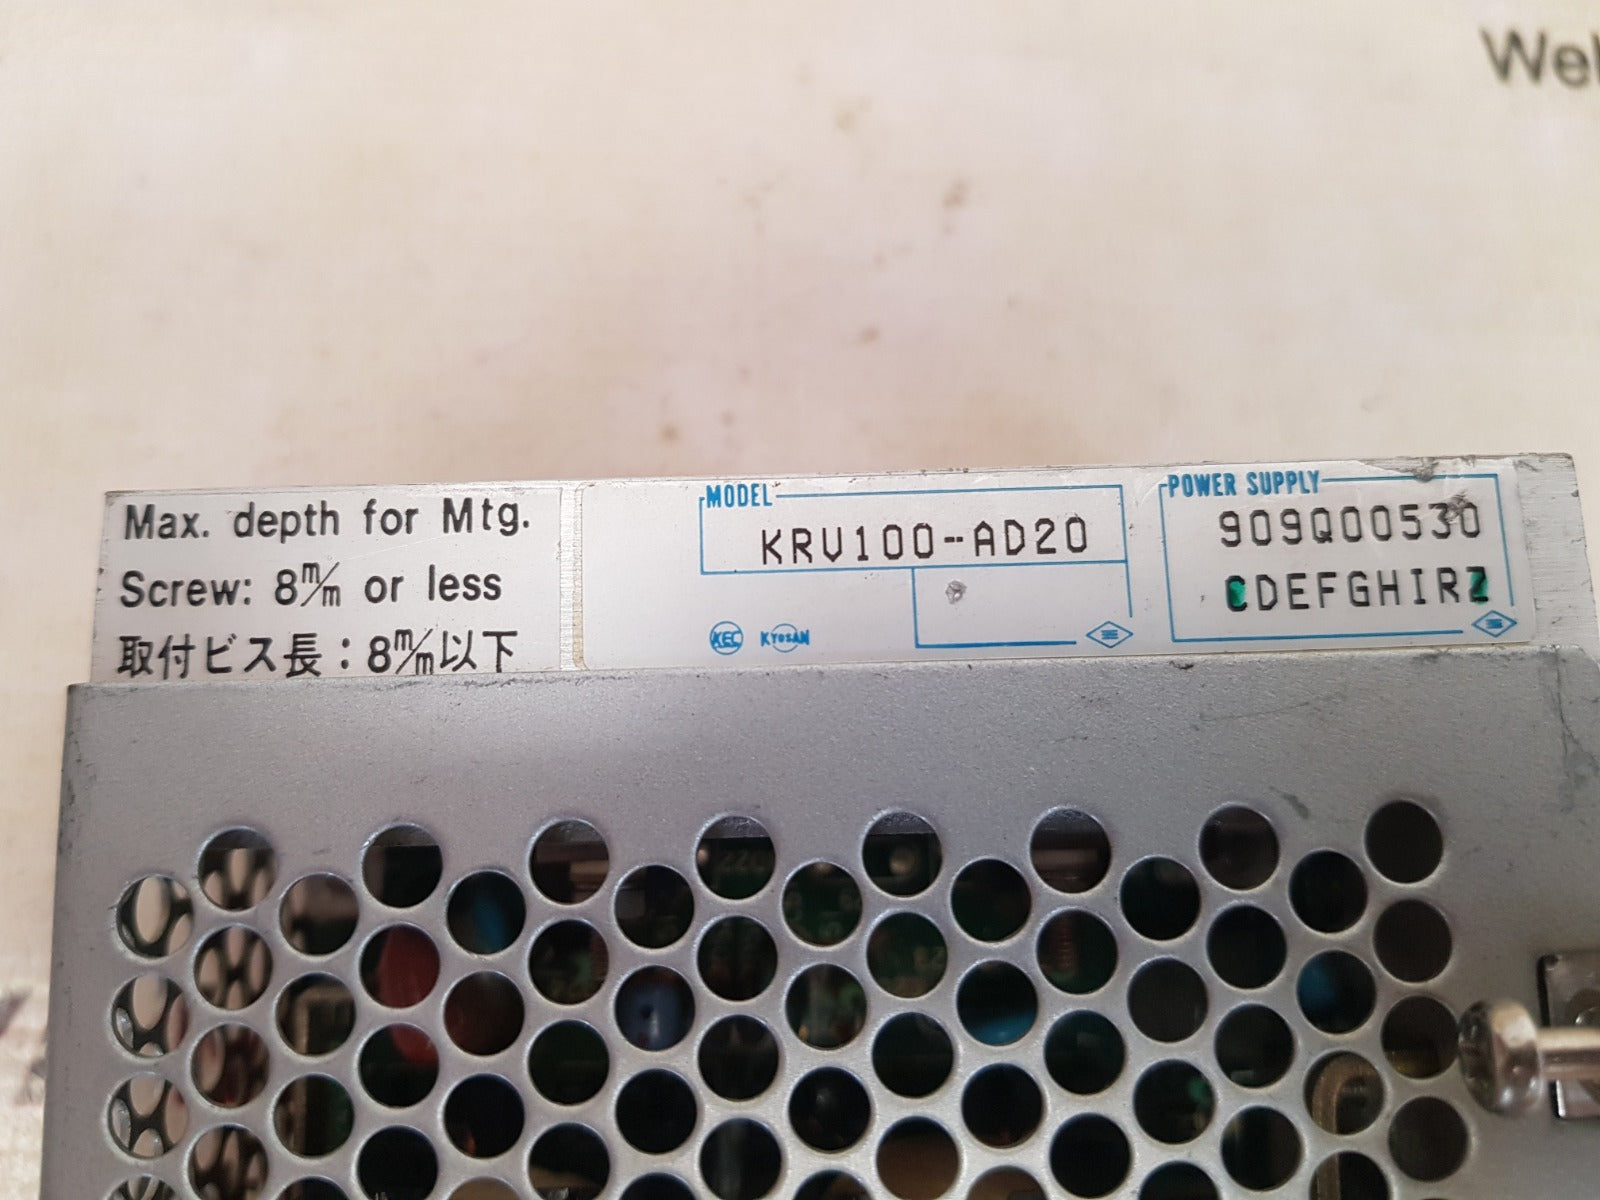 Wel
Max. depth for Mtg.
Screw: 8m/m or less
取付ビス長：8m/m以下
MODEL
KRV100-AD20
KEC KYOSAN
POWER SUPPLY
909Q00530
CDEFGHIRZ